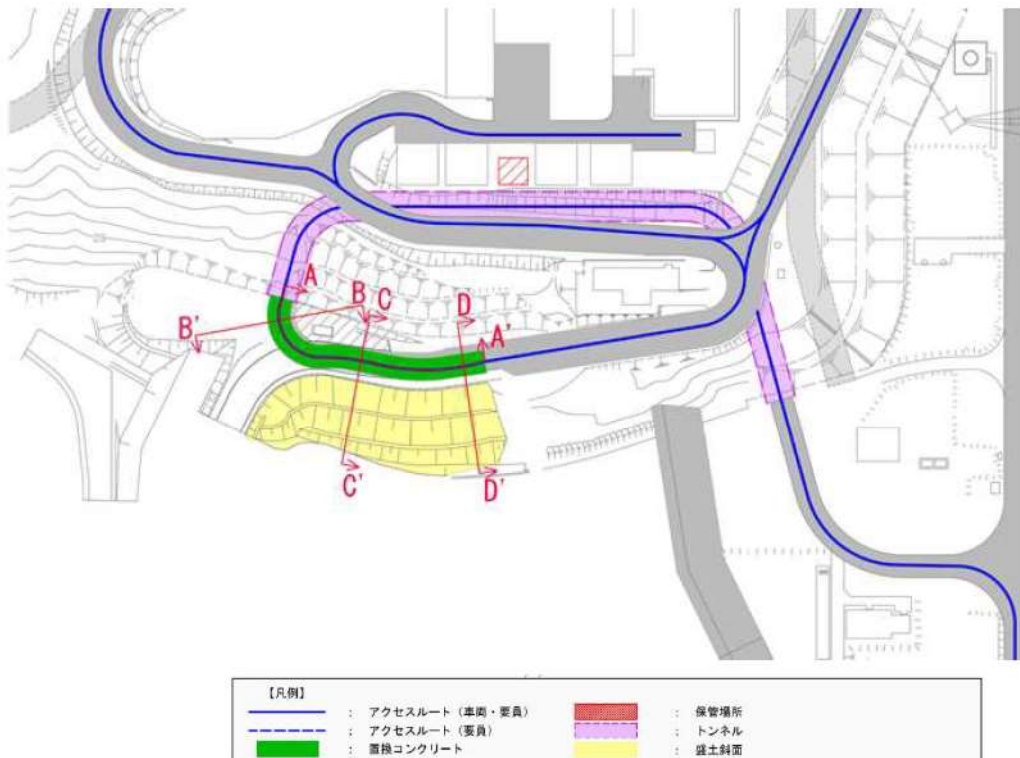 A
B
C
D
B'
A'
C'
D'
【凡例】
： アクセスルート（車両・要員） ： 保管場所
： アクセスルート（要員） ： トンネル
： 置換コンクリート ： 盛土斜面